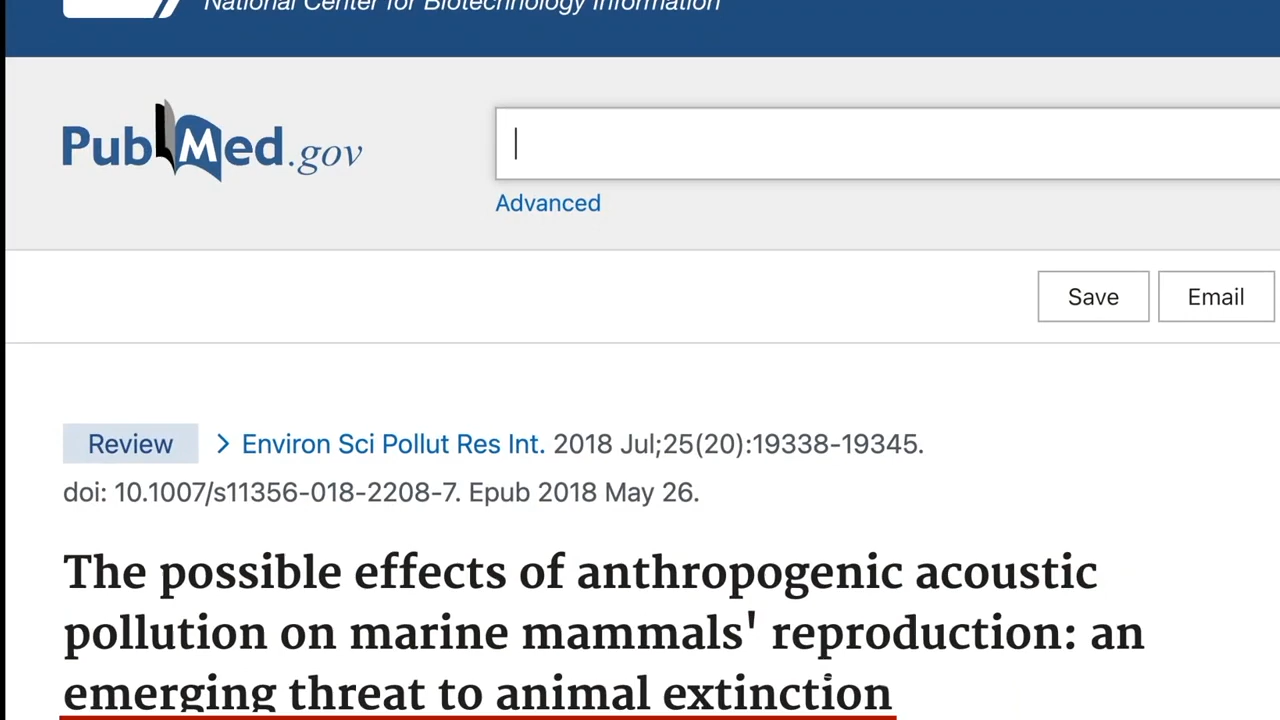 National Center for Biotechnology Information
PubMed.gov
Advanced
Save
Email
Review
Environ Sci Pollut Res Int. 2018 Jul;25(20):19338-19345.
doi: 10.1007/s11356-018-2208-7. Epub 2018 May 26.
The possible effects of anthropogenic acoustic
pollution on marine mammals' reproduction: an
emerging threat to animal extinction